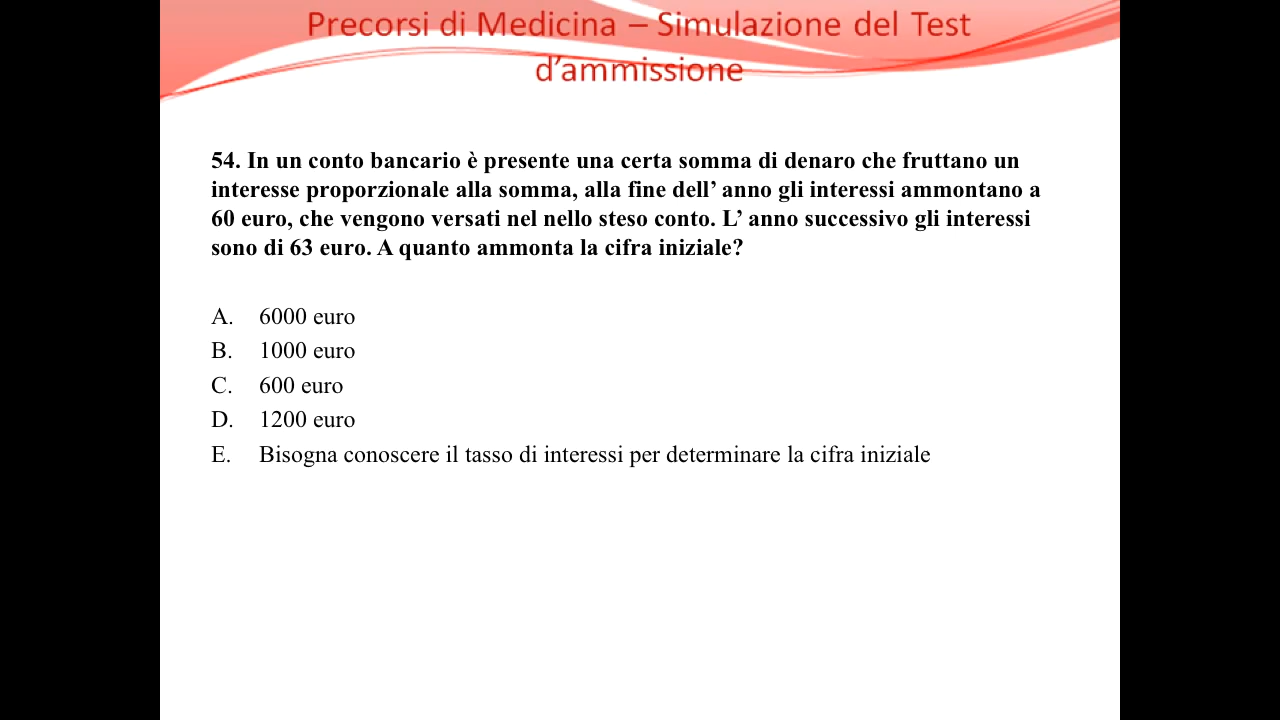 Precorsi di Medicina – Simulazione del Test
d’ammissione
54. In un conto bancario è presente una certa somma di denaro che fruttano un
interesse proporzionale alla somma, alla fine dell’ anno gli interessi ammontano a
60 euro, che vengono versati nel nello steso conto. L’ anno successivo gli interessi
sono di 63 euro. A quanto ammonta la cifra iniziale?
A. 6000 euro
B. 1000 euro
C. 600 euro
D. 1200 euro
E. Bisogna conoscere il tasso di interessi per determinare la cifra iniziale